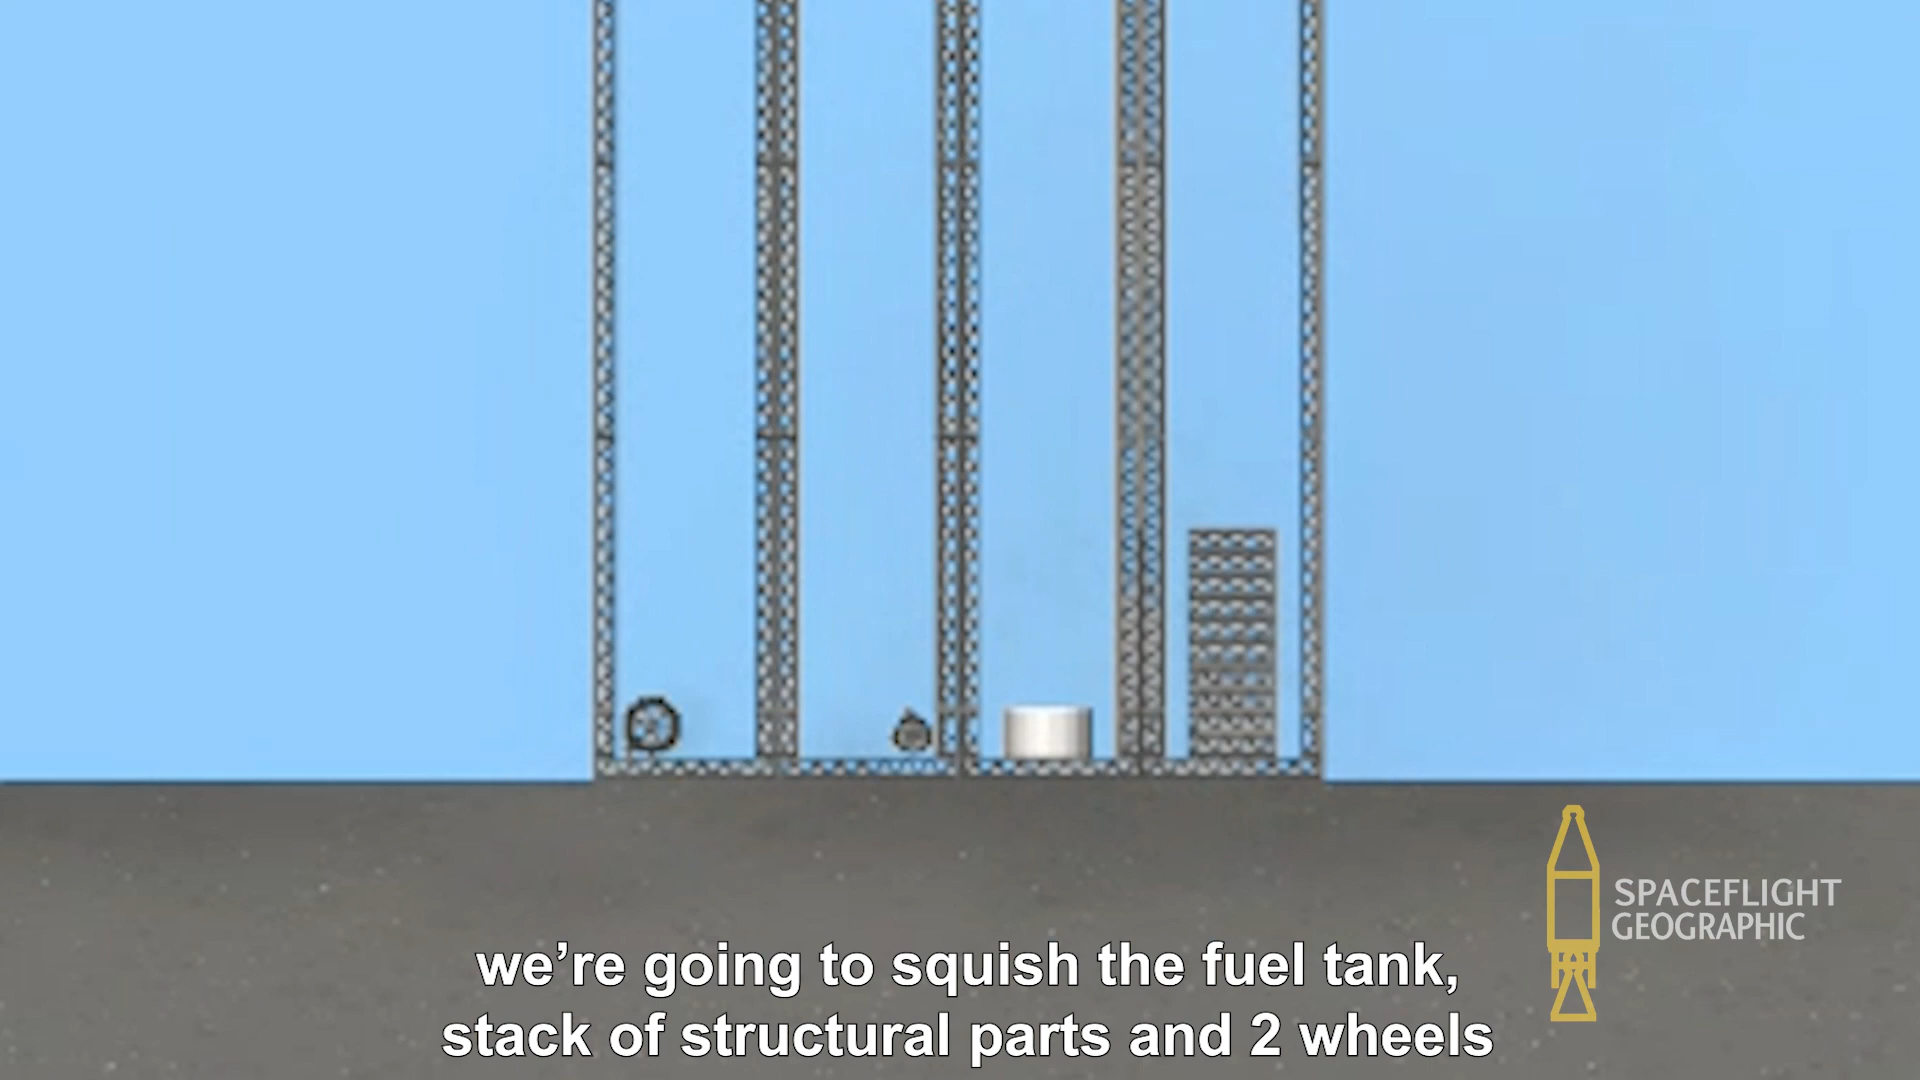 SPACEFLIGHT
GEOGRAPHIC
we’re going to squish the fuel tank,
stack of structural parts and 2 wheels